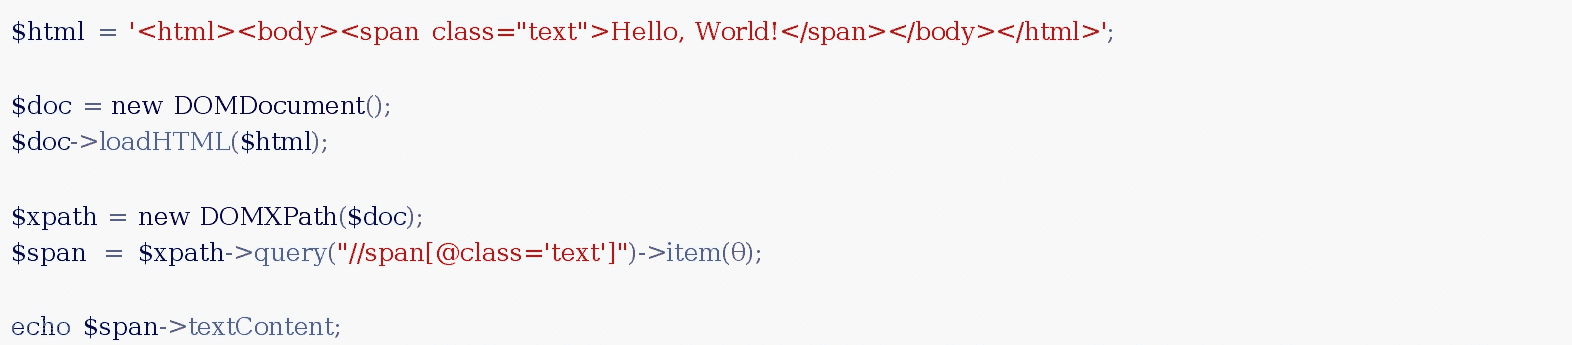 $html = '<html><body><span class="text">Hello, World!</span></body></html>';
$doc = new DOMDocument();
$doc->loadHTML($html);
$xpath = new DOMXPath($doc);
$span = $xpath->query("//span[@class='text']")->item(θ);
echo $span->textContent;